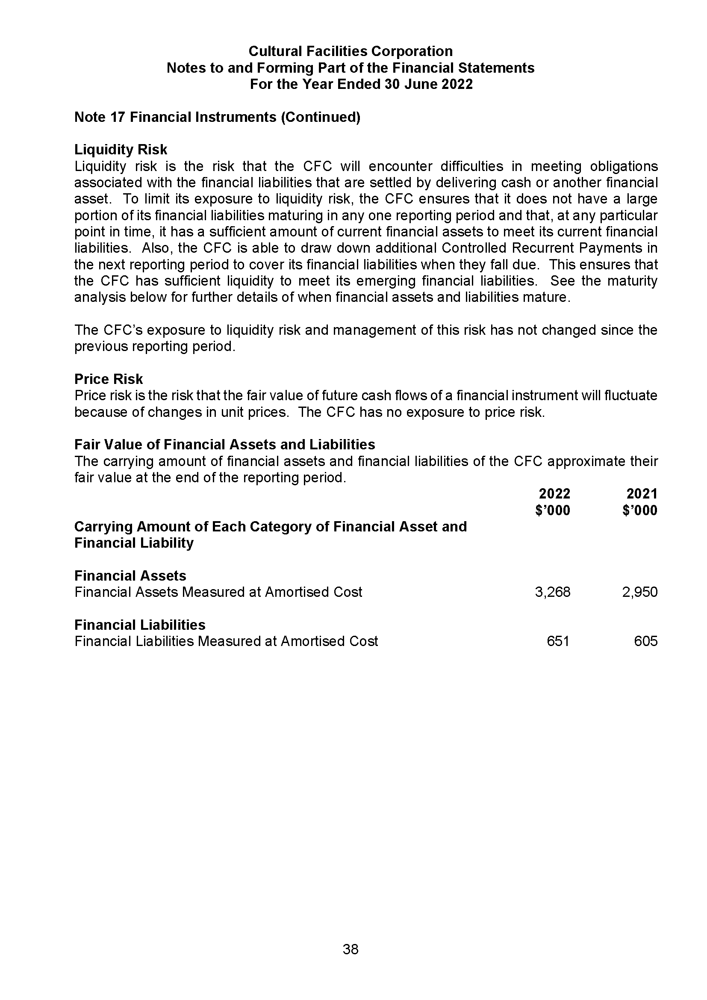 Cultural Facilities Corporation
Notes to and Forming Part of the Financial Statements
For the Year Ended 30 June 2022
Note 17 Financial Instruments (Continued)
Liquidity Risk
Liquidity risk is the risk that the CFC will encounter difficulties in meeting obligations
associated with the financial liabilities that are settled by delivering cash or another financial
asset. To limit its exposure to liquidity risk, the CFC ensures that it does not have a large
portion of its financial liabilities maturing in any one reporting period and that, at any particular
point in time, it has a sufficient amount of current financial assets to meet its current financial
liabilities. Also, the CFC is able to draw down additional Controlled Recurrent Payments in
the next reporting period to cover its financial liabilities when they fall due. This ensures that
the CFC has sufficient liquidity to meet its emerging financial liabilities. See the maturity
analysis below for further details of when financial assets and liabilities mature.
The CFC’s exposure to liquidity risk and management of this risk has not changed since the
previous reporting period.
Price Risk
Price risk is the risk that the fair value of future cash flows of a financial instrument will fluctuate
because of changes in unit prices. The CFC has no exposure to price risk.
Fair Value of Financial Assets and Liabilities
The carrying amount of financial assets and financial liabilities of the CFC approximate their
fair value at the end of the reporting period.
2022 2021
$’000 $’000
Carrying Amount of Each Category of Financial Asset and
Financial Liability
Financial Assets
Financial Assets Measured at Amortised Cost 3,268 2,950
Financial Liabilities
Financial Liabilities Measured at Amortised Cost 651 605
38